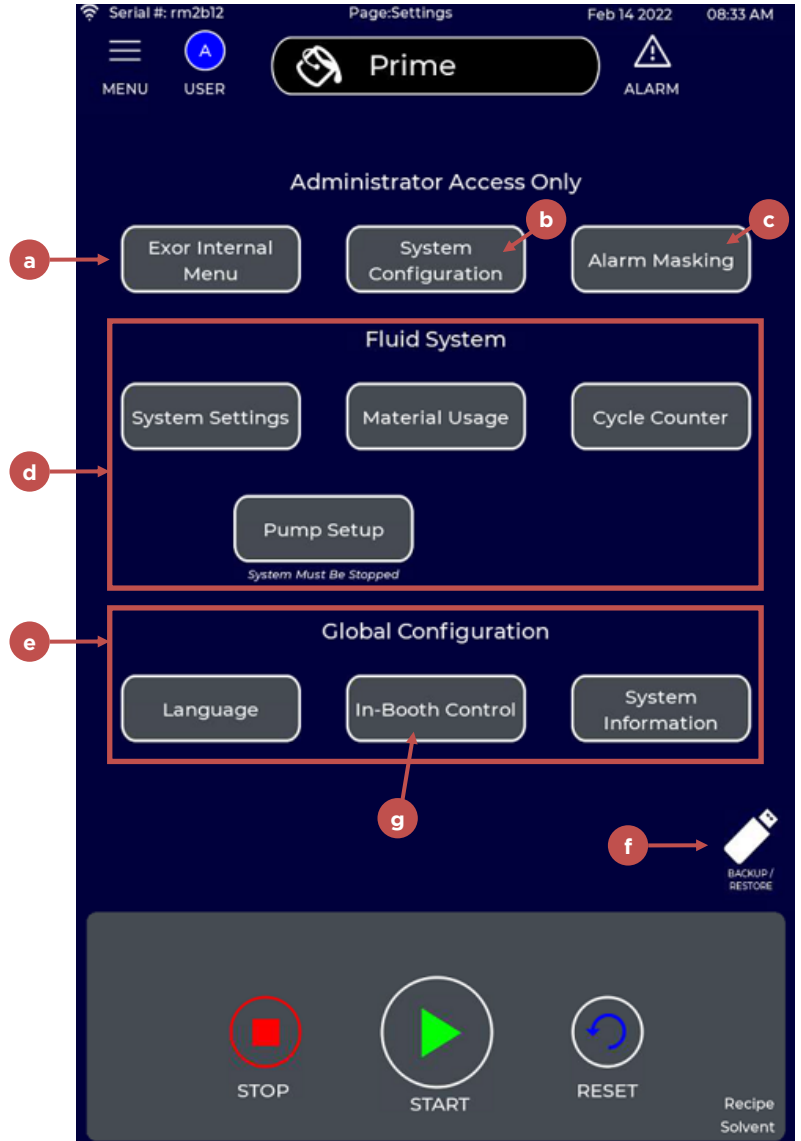 Serial #: rm2b12 Page:Settings Feb 14 2022 08:33 AM
A
Prime
MENU USER ALARM
Administrator Access Only
b
c
a
Exor Internal
Menu
System
Configuration
Alarm Masking
Fluid System
System Settings Material Usage Cycle Counter
d
Pump Setup
System Must Be Stopped
e
Global Configuration
Language In-Booth Control
System
Information
g
f
BACKUP /
RESTORE
STOP START RESET
Recipe
Solvent